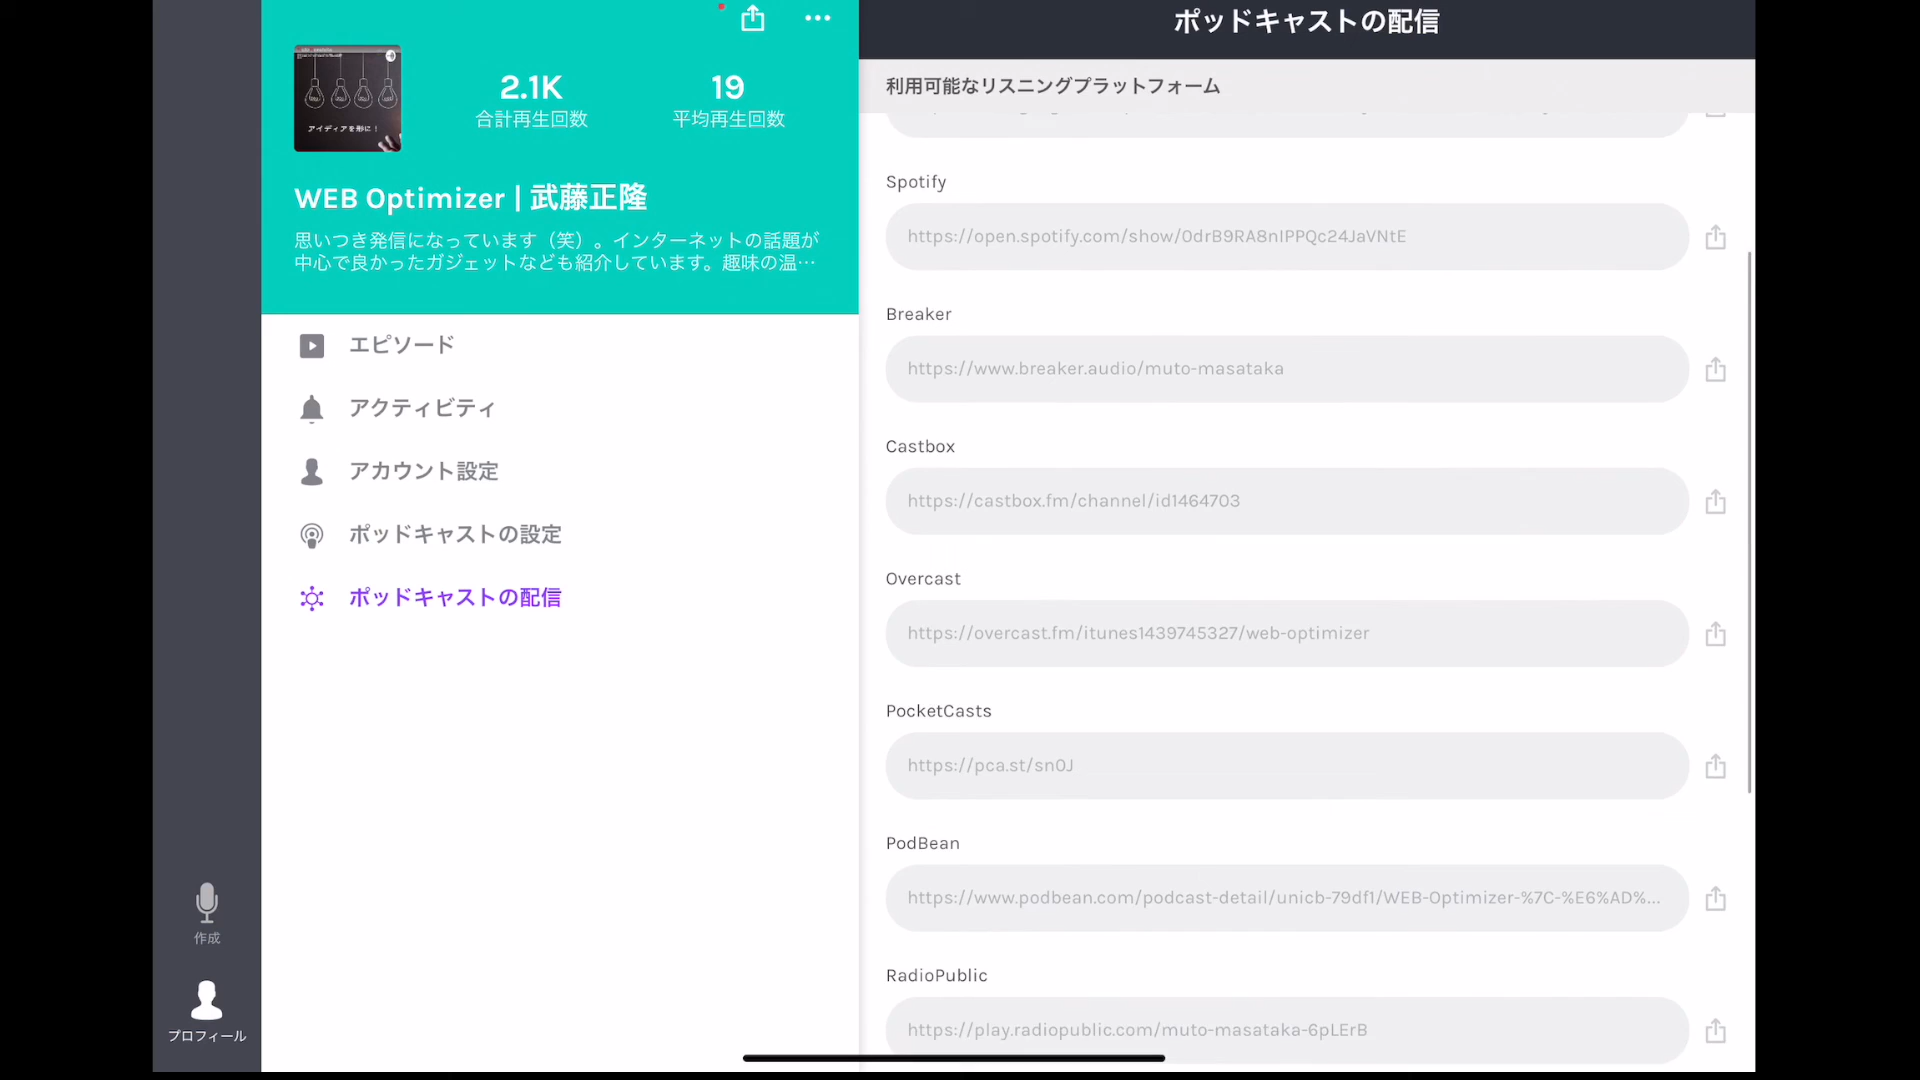 アイディアを形に！
2.1K
合計再生回数
19
平均再生回数
WEB Optimizer | 武藤正隆
思いつき発信になっています（笑）。インターネットの話題が
中心で良かったガジェットなども紹介しています。趣味の温…
エピソード
アクティビティ
アカウント設定
ポッドキャストの設定
ポッドキャストの配信
作成
プロフィール
ポッドキャストの配信
利用可能なリスニングプラットフォーム
Spotify
https://open.spotify.com/show/0drB9RA8nIPPQc24JaVNtE
Breaker
https://www.breaker.audio/muto-masataka
Castbox
https://castbox.fm/channel/id1464703
Overcast
https://overcast.fm/itunes1439745327/web-optimizer
PocketCasts
https://pca.st/sn0J
PodBean
https://www.podbean.com/podcast-detail/unicb-79df1/WEB-Optimizer-%7C-%E6%AD%...
RadioPublic
https://play.radiopublic.com/muto-masataka-6pLErB